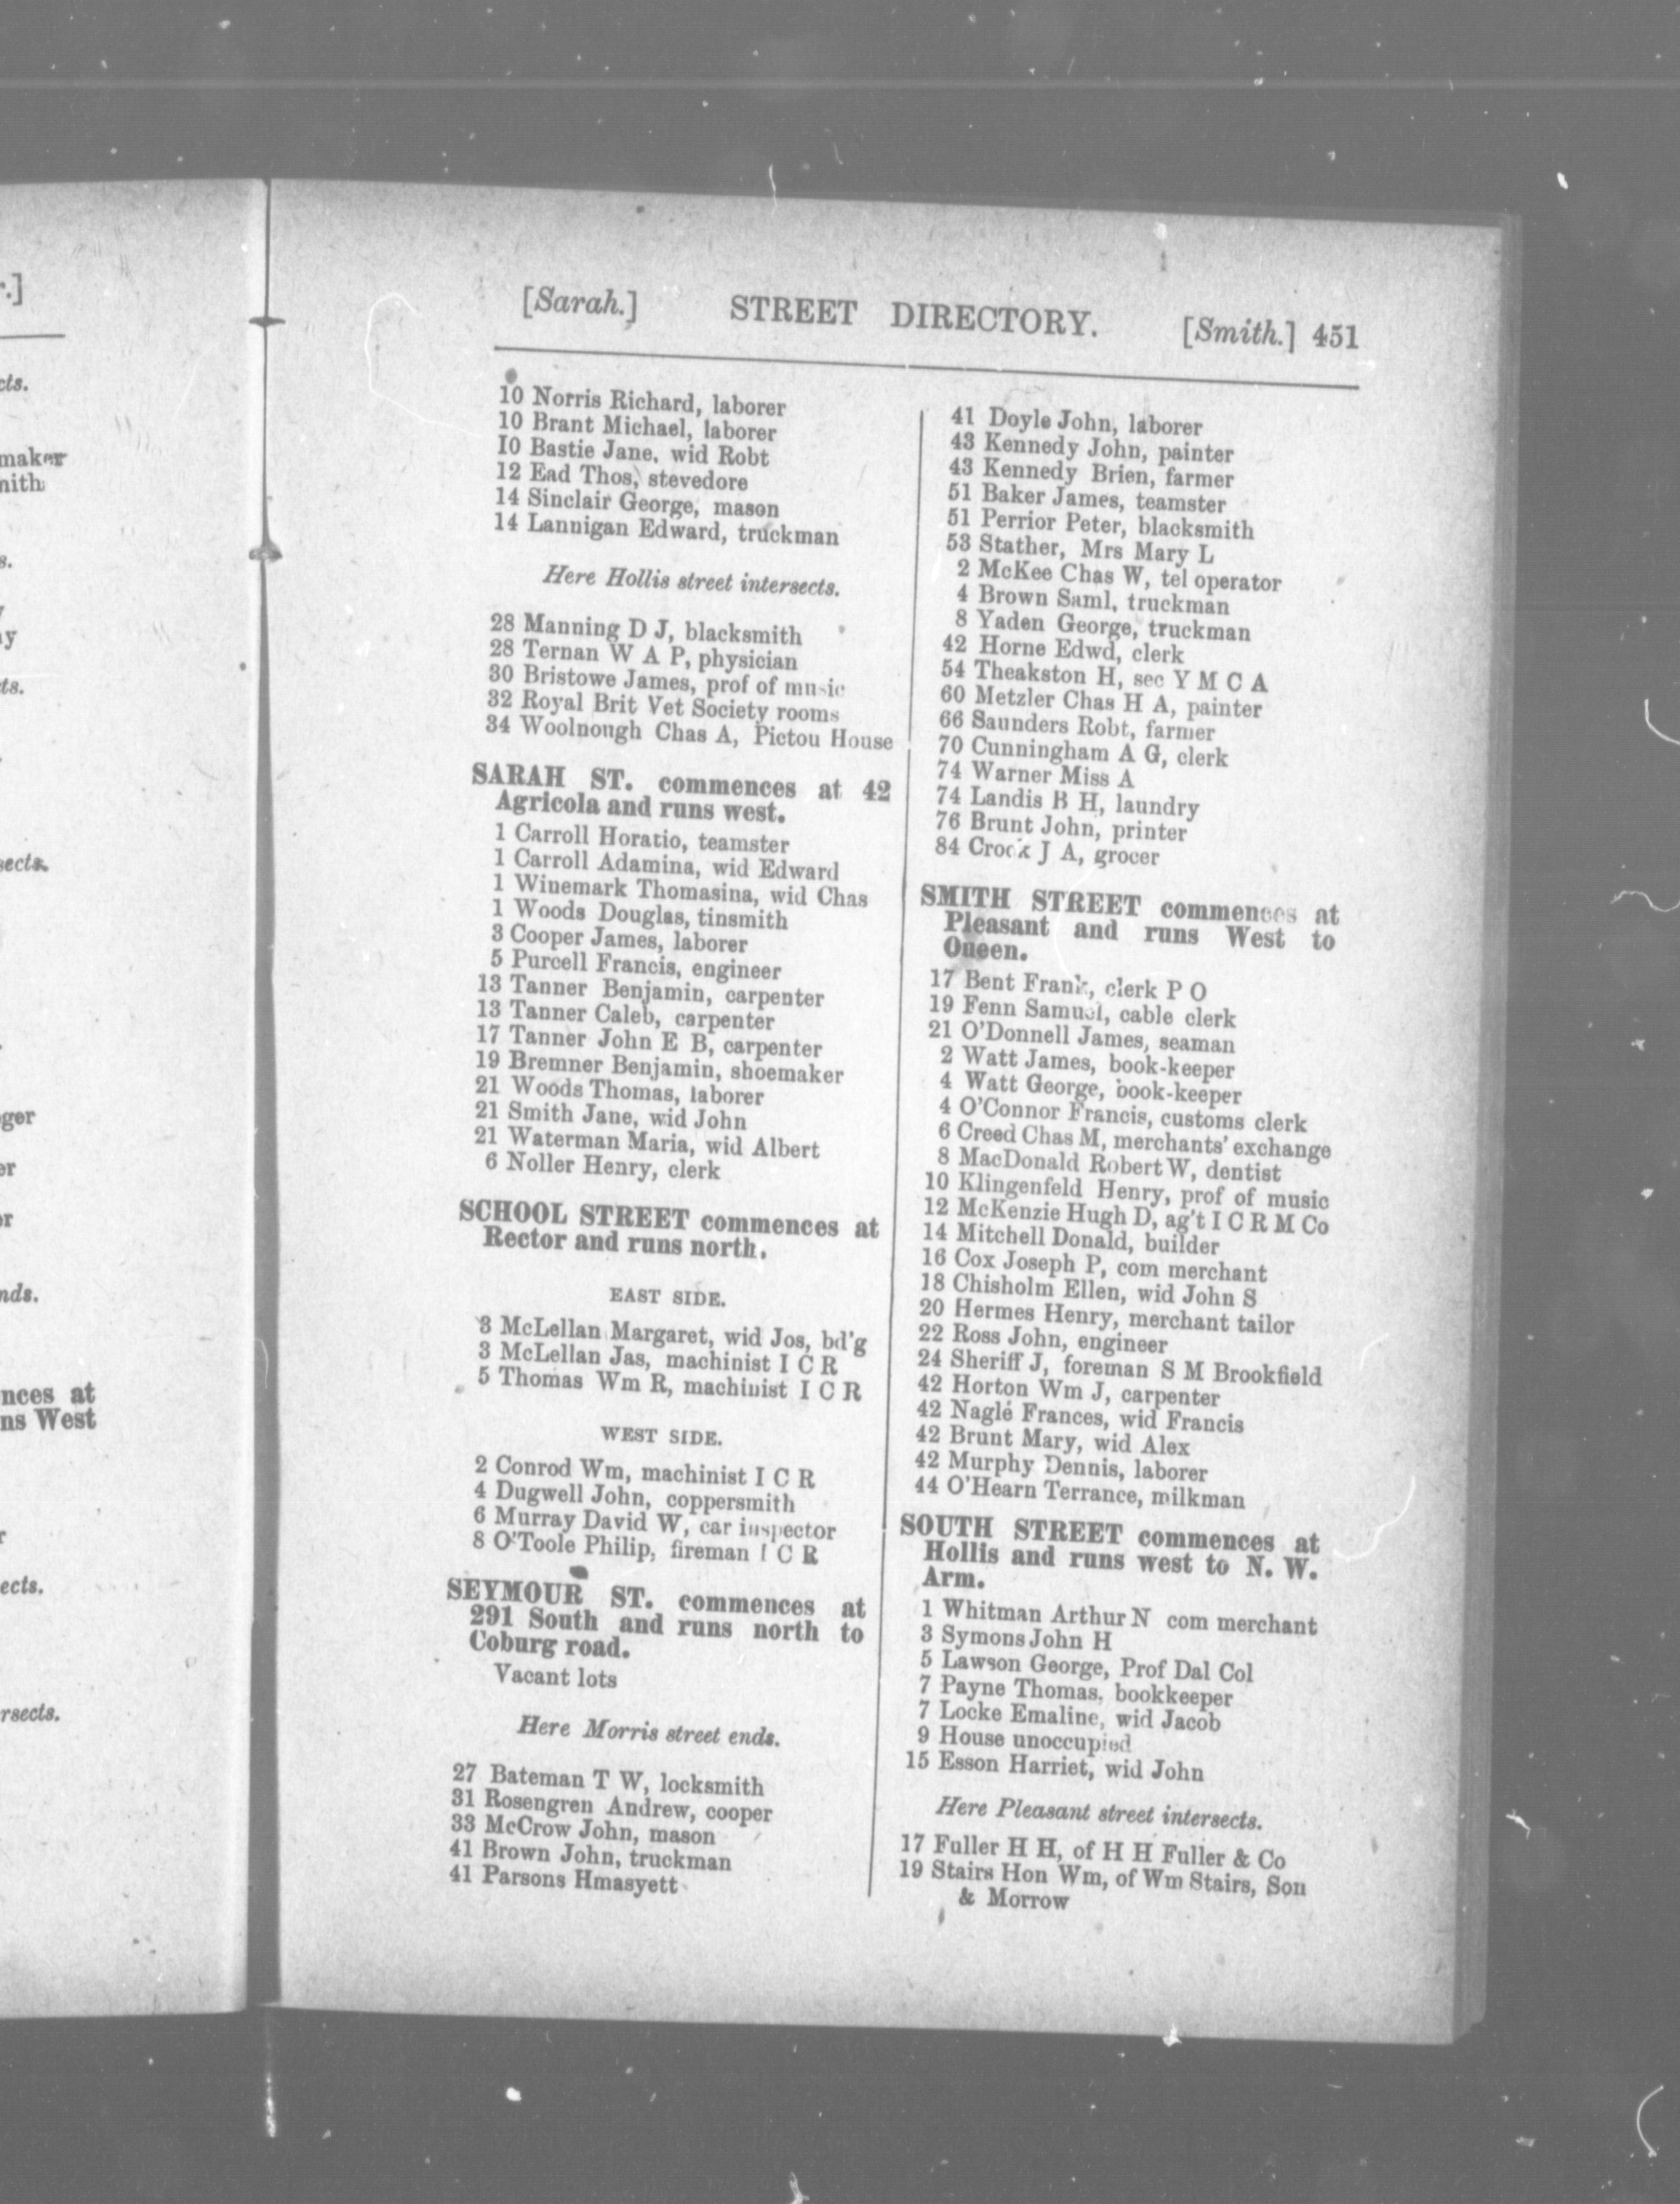 r.]
cts.
maker
nith
s.
y
ay
cts.
sects.
ger
er
or
nds.
nces at
ns West
r
ects.
rsects.
[Sarah.] STREET DIRECTORY. [Smith.] 451
10 Norris Richard, laborer
10 Brant Michael, laborer
10 Bastie Jane, wid Robt
12 Ead Thos, stevedore
14 Sinclair George, mason
14 Lannigan Edward, truckman
Here Hollis street intersects.
28 Manning D J, blacksmith
28 Ternan W A P, physician
30 Bristowe James, prof of music
32 Royal Brit Vet Society rooms
34 Woolnough Chas A, Pictou House
SARAH ST. commences at 42
Agricola and runs west.
1 Carroll Horatio, teamster
1 Carroll Adamina, wid Edward
1 Winemark Thomasina, wid Chas
1 Woods Douglas, tinsmith
3 Cooper James, laborer
5 Purcell Francis, engineer
13 Tanner Benjamin, carpenter
13 Tanner Caleb, carpenter
17 Tanner John E B, carpenter
19 Bremner Benjamin, shoemaker
21 Woods Thomas, laborer
21 Smith Jane, wid John
21 Waterman Maria, wid Albert
6 Noller Henry, clerk
SCHOOL STREET commences at
Rector and runs north.
EAST SIDE.
3 McLellan Margaret, wid Jos, bd'g
3 McLellan Jas, machinist I C R
5 Thomas Wm R, machinist I C R
WEST SIDE.
2 Conrod Wm, machinist I C R
4 Dugwell John, coppersmith
6 Murray David W, car inspector
8 O'Toole Philip, fireman I C R
SEYMOUR ST. commences at
291 South and runs north to
Coburg road.
Vacant lots
Here Morris street ends.
27 Bateman T W, locksmith
31 Rosengren Andrew, cooper
33 McCrow John, mason
41 Brown John, truckman
41 Parsons Hmasyett
41 Doyle John, laborer
43 Kennedy John, painter
43 Kennedy Brien, farmer
51 Baker James, teamster
51 Perrior Peter, blacksmith
53 Stather, Mrs Mary L
2 McKee Chas W, tel operator
4 Brown Saml, truckman
8 Yaden George, truckman
42 Horne Edwd, clerk
54 Theakston H, sec Y M C A
60 Metzler Chas H A, painter
66 Saunders Robt, farmer
70 Cunningham A G, clerk
74 Warner Miss A
74 Landis B H, laundry
76 Brunt John, printer
84 Crook J A, grocer
SMITH STREET commences at
Pleasant and runs West to
Queen.
17 Bent Frank, clerk P O
19 Fenn Samuel, cable clerk
21 O'Donnell James, seaman
2 Watt James, book-keeper
4 Watt George, book-keeper
4 O'Connor Francis, customs clerk
6 Creed Chas M, merchants' exchange
8 MacDonald Robert W, dentist
10 Klingenfeld Henry, prof of music
12 McKenzie Hugh D, ag't I C R M Co
14 Mitchell Donald, builder
16 Cox Joseph P, com merchant
18 Chisholm Ellen, wid John S
20 Hermes Henry, merchant tailor
22 Ross John, engineer
24 Sheriff J, foreman S M Brookfield
42 Horton Wm J, carpenter
42 Nagle Frances, wid Francis
42 Brunt Mary, wid Alex
42 Murphy Dennis, laborer
44 O'Hearn Terrance, milkman
SOUTH STREET commences at
Hollis and runs west to N. W.
Arm.
1 Whitman Arthur N com merchant
3 Symons John H
5 Lawson George, Prof Dal Col
7 Payne Thomas, bookkeeper
7 Locke Emaline, wid Jacob
9 House unoccupied
15 Esson Harriet, wid John
Here Pleasant street intersects.
17 Fuller H H, of H H Fuller & Co
19 Stairs Hon Wm, of Wm Stairs, Son
& Morrow